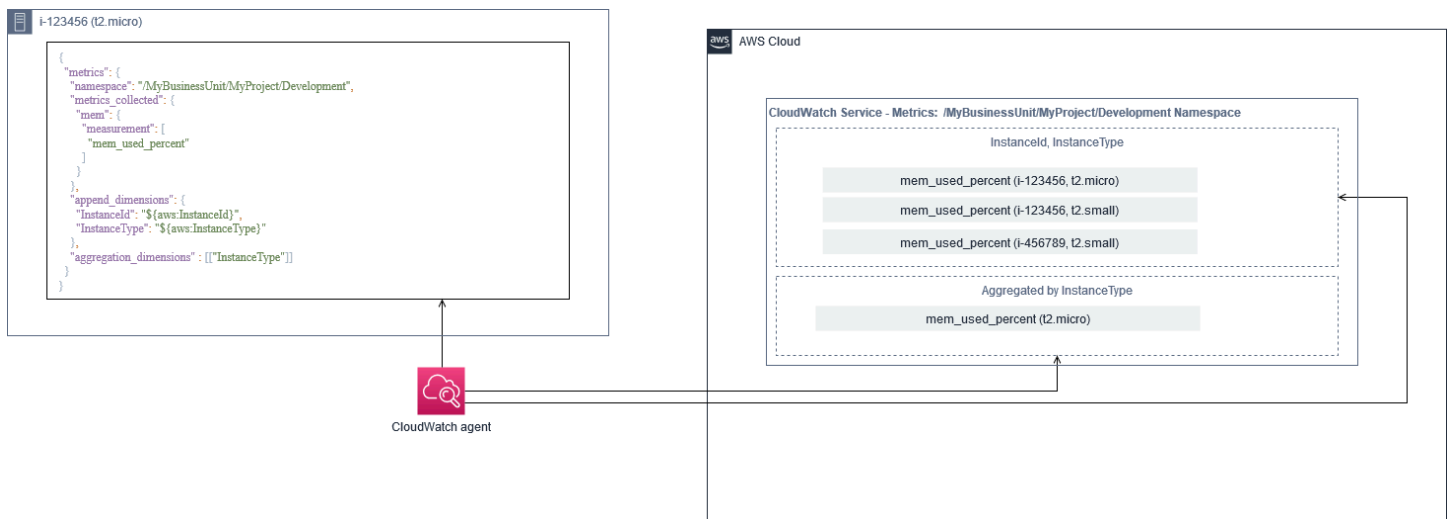 i-123456 (t2.micro)
{
"metrics": {
"namespace": "/MyBusinessUnit/MyProject/Development",
"metrics_collected": {
"mem": {
"measurement": [
"mem_used_percent"
]
}
},
"append_dimensions": {
"InstanceId": "${aws:InstanceId}",
"InstanceType": "${aws:InstanceType}"
},
"aggregation_dimensions" : [["InstanceType"]]
}
}
CloudWatch agent
aws
AWS Cloud
CloudWatch Service - Metrics: /MyBusinessUnit/MyProject/Development Namespace
InstanceId, InstanceType
mem_used_percent (i-123456, t2.micro)
mem_used_percent (i-123456, t2.small)
mem_used_percent (i-456789, t2.small)
Aggregated by InstanceType
mem_used_percent (t2.micro)